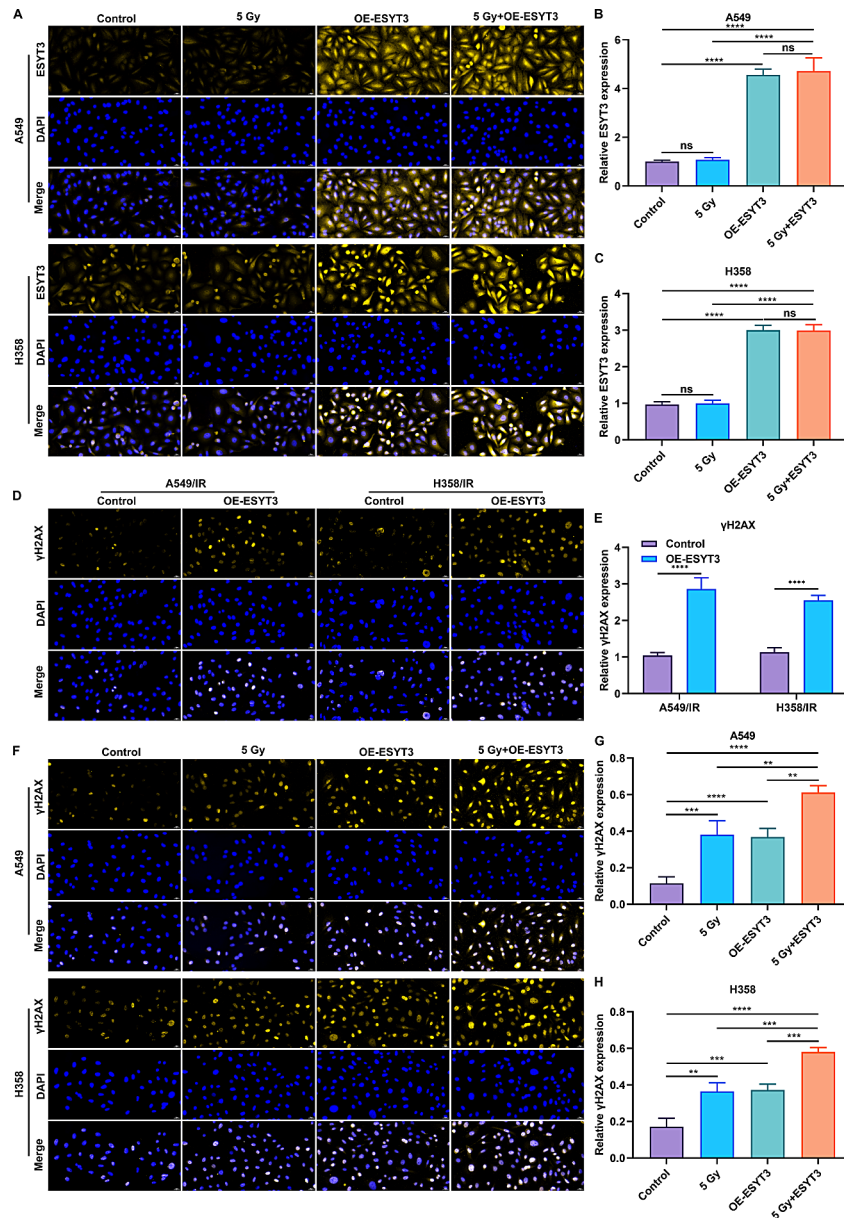 A
Control
5 Gy
OE-ESYT3
5 Gy+OE-ESYT3
A549
ESYT3
DAPI
Merge
H358
ESYT3
DAPI
Merge
B
A549
Relative ESYT3 expression
6
4
2
0
****
****
ns
****
ns
Control
5 Gy
OE-ESYT3
5 Gy+ESYT3
C
H358
Relative ESYT3 expression
4
3
2
1
0
****
****
****
ns
ns
Control
5 Gy
OE-ESYT3
5 Gy+ESYT3
D
A549/IR
H358/IR
Control
OE-ESYT3
Control
OE-ESYT3
γH2AX
DAPI
Merge
E
γH2AX
Control
OE-ESYT3
Relative γH2AX expression
4
3
2
1
0
****
****
A549/IR
H358/IR
F
Control
5 Gy
OE-ESYT3
5 Gy+OE-ESYT3
A549
γH2AX
DAPI
Merge
H358
γH2AX
DAPI
Merge
G
A549
Relative γH2AX expression
0.8
0.6
0.4
0.2
0.0
****
**
**
****
***
Control
5 Gy
OE-ESYT3
5 Gy+ESYT3
H
H358
Relative γH2AX expression
0.8
0.6
0.4
0.2
0.0
****
***
***
***
**
Control
5 Gy
OE-ESYT3
5 Gy+ESYT3